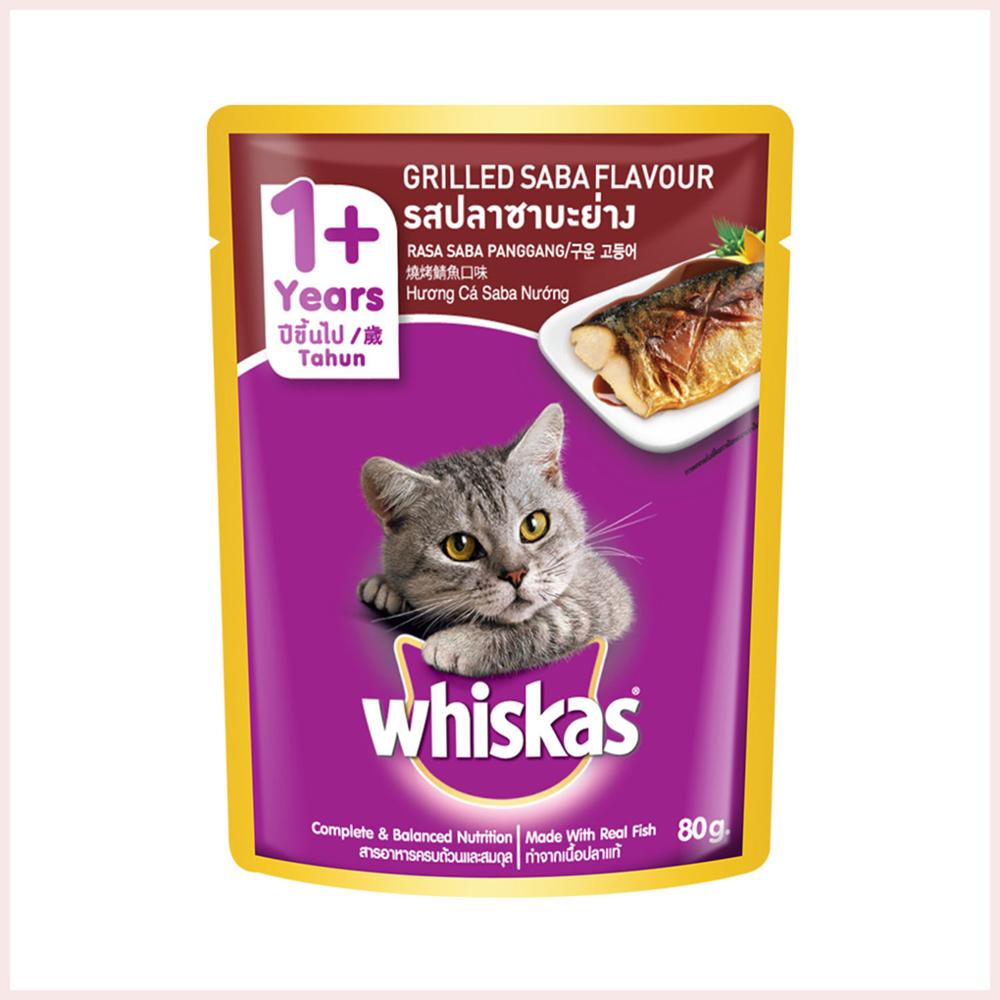 1+
Years
ปีขึ้นไป / 歲
Tahun
GRILLED SABA FLAVOUR
รสปลาซาบะย่าง
RASA SABA PANGGANG/구운 고등어
燒烤鯖魚口味
Hương Cá Saba Nướng
whiskas®
Complete & Balanced Nutrition
สารอาหารครบถ้วนและสมดุล
Made With Real Fish
ทำจากเนื้อปลาแท้
80g.